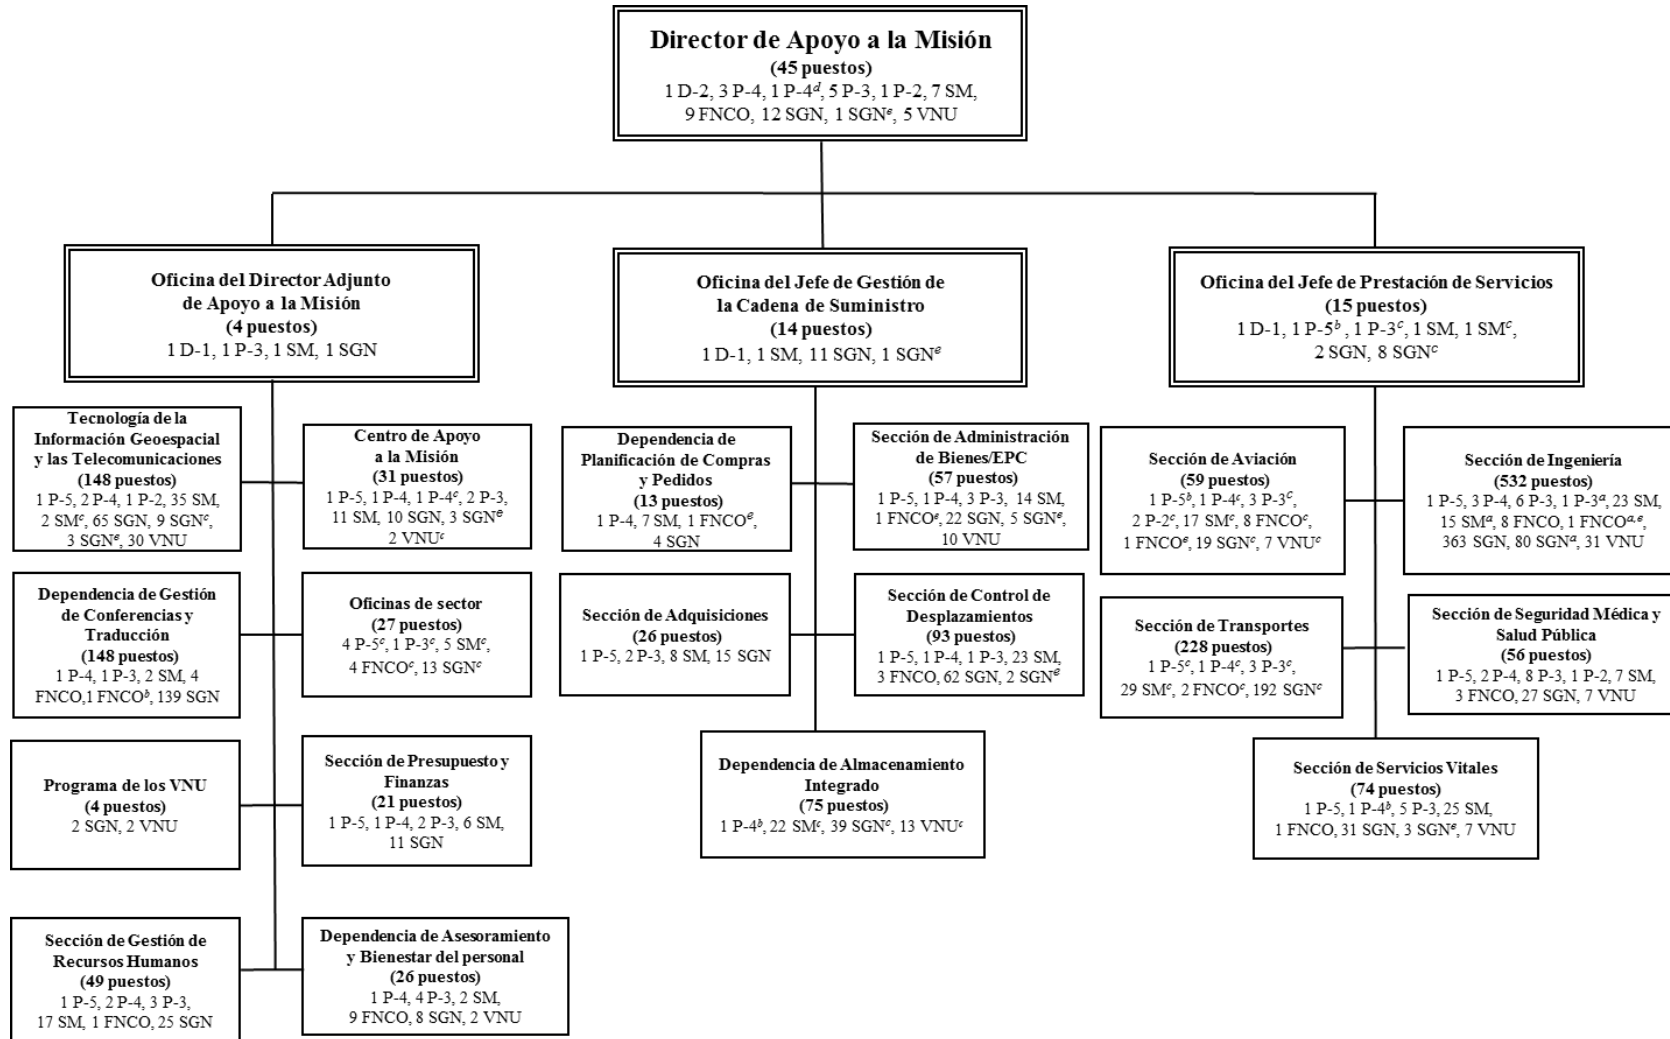 Director de Apoyo a la Misión
(45 puestos)
1 D-2, 3 P-4, 1 P-4ᵈ, 5 P-3, 1 P-2, 7 SM,
9 FNCO, 12 SGN, 1 SGNᵉ, 5 VNU
Oficina del Director Adjunto
de Apoyo a la Misión
(4 puestos)
1 D-1, 1 P-3, 1 SM, 1 SGN
Oficina del Jefe de Gestión de
la Cadena de Suministro
(14 puestos)
1 D-1, 1 SM, 11 SGN, 1 SGNᵉ
Oficina del Jefe de Prestación de Servicios
(15 puestos)
1 D-1, 1 P-5ᵇ, 1 P-3ᶜ, 1 SM, 1 SMᶜ,
2 SGN, 8 SGNᶜ
Tecnología de la
Información Geoespacial
y las Telecomunicaciones
(148 puestos)
1 P-5, 2 P-4, 1 P-2, 35 SM,
2 SMᶜ, 65 SGN, 9 SGNᶜ,
3 SGNᵉ, 30 VNU
Centro de Apoyo
a la Misión
(31 puestos)
1 P-5, 1 P-4, 1 P-4ᶜ, 2 P-3,
11 SM, 10 SGN, 3 SGNᵉ
2 VNUᶜ
Dependencia de
Planificación de Compras
y Pedidos
(13 puestos)
1 P-4, 7 SM, 1 FNCOᵉ,
4 SGN
Sección de Administración
de Bienes/EPC
(57 puestos)
1 P-5, 1 P-4, 3 P-3, 14 SM,
1 FNCOᵉ, 22 SGN, 5 SGNᵉ,
10 VNU
Sección de Aviación
(59 puestos)
1 P-5ᵇ, 1 P-4ᶜ, 3 P-3ᶜ,
2 P-2ᶜ, 17 SMᶜ, 8 FNCOᶜ,
1 FNCOᵉ, 19 SGNᶜ, 7 VNUᶜ
Sección de Ingeniería
(532 puestos)
1 P-5, 3 P-4, 6 P-3, 1 P-3ᵃ, 23 SM,
15 SMᵃ, 8 FNCO, 1 FNCOᵃ,ᵉ,
363 SGN, 80 SGNᵃ, 31 VNU
Dependencia de Gestión
de Conferencias y
Traducción
(148 puestos)
1 P-4, 1 P-3, 2 SM, 4
FNCO,1 FNCOᵇ, 139 SGN
Oficinas de sector
(27 puestos)
4 P-5ᶜ, 1 P-3ᶜ, 5 SMᶜ,
4 FNCOᶜ, 13 SGNᶜ
Sección de Adquisiciones
(26 puestos)
1 P-5, 2 P-3, 8 SM, 15 SGN
Sección de Control de
Desplazamientos
(93 puestos)
1 P-5, 1 P-4, 1 P-3, 23 SM,
3 FNCO, 62 SGN, 2 SGNᵉ
Sección de Transportes
(228 puestos)
1 P-5ᶜ, 1 P-4ᶜ, 3 P-3ᶜ,
29 SMᶜ, 2 FNCOᶜ, 192 SGNᶜ
Sección de Seguridad Médica y
Salud Pública
(56 puestos)
1 P-5, 2 P-4, 8 P-3, 1 P-2, 7 SM,
3 FNCO, 27 SGN, 7 VNU
Programa de los VNU
(4 puestos)
2 SGN, 2 VNU
Sección de Presupuesto y
Finanzas
(21 puestos)
1 P-5, 1 P-4, 2 P-3, 6 SM,
11 SGN
Dependencia de Almacenamiento
Integrado
(75 puestos)
1 P-4ᵇ, 22 SMᶜ, 39 SGNᶜ, 13 VNUᶜ
Sección de Servicios Vitales
(74 puestos)
1 P-5, 1 P-4ᵇ, 5 P-3, 25 SM,
1 FNCO, 31 SGN, 3 SGNᵉ, 7 VNU
Sección de Gestión de
Recursos Humanos
(49 puestos)
1 P-5, 2 P-4, 3 P-3,
17 SM, 1 FNCO, 25 SGN
Dependencia de Asesoramiento
y Bienestar del personal
(26 puestos)
1 P-4, 4 P-3, 2 SM,
9 FNCO, 8 SGN, 2 VNU